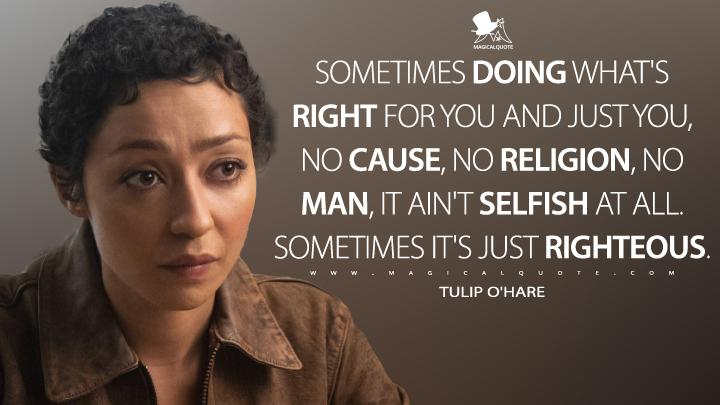 MAGICALQUOTE
SOMETIMES DOING WHAT'S
RIGHT FOR YOU AND JUST YOU,
NO CAUSE, NO RELIGION, NO
MAN, IT AIN'T SELFISH AT ALL.
SOMETIMES IT'S JUST RIGHTEOUS.
WWW.MAGICALQUOTE.COM
TULIP O'HARE